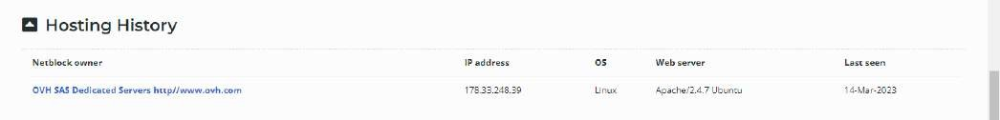 Hosting History
Netblock owner IP address OS Web server Last seen
OVH SAS Dedicated Servers http//www.ovh.com 178.33.248.39 Linux Apache/2.4.7 Ubuntu 14-Mar-2023